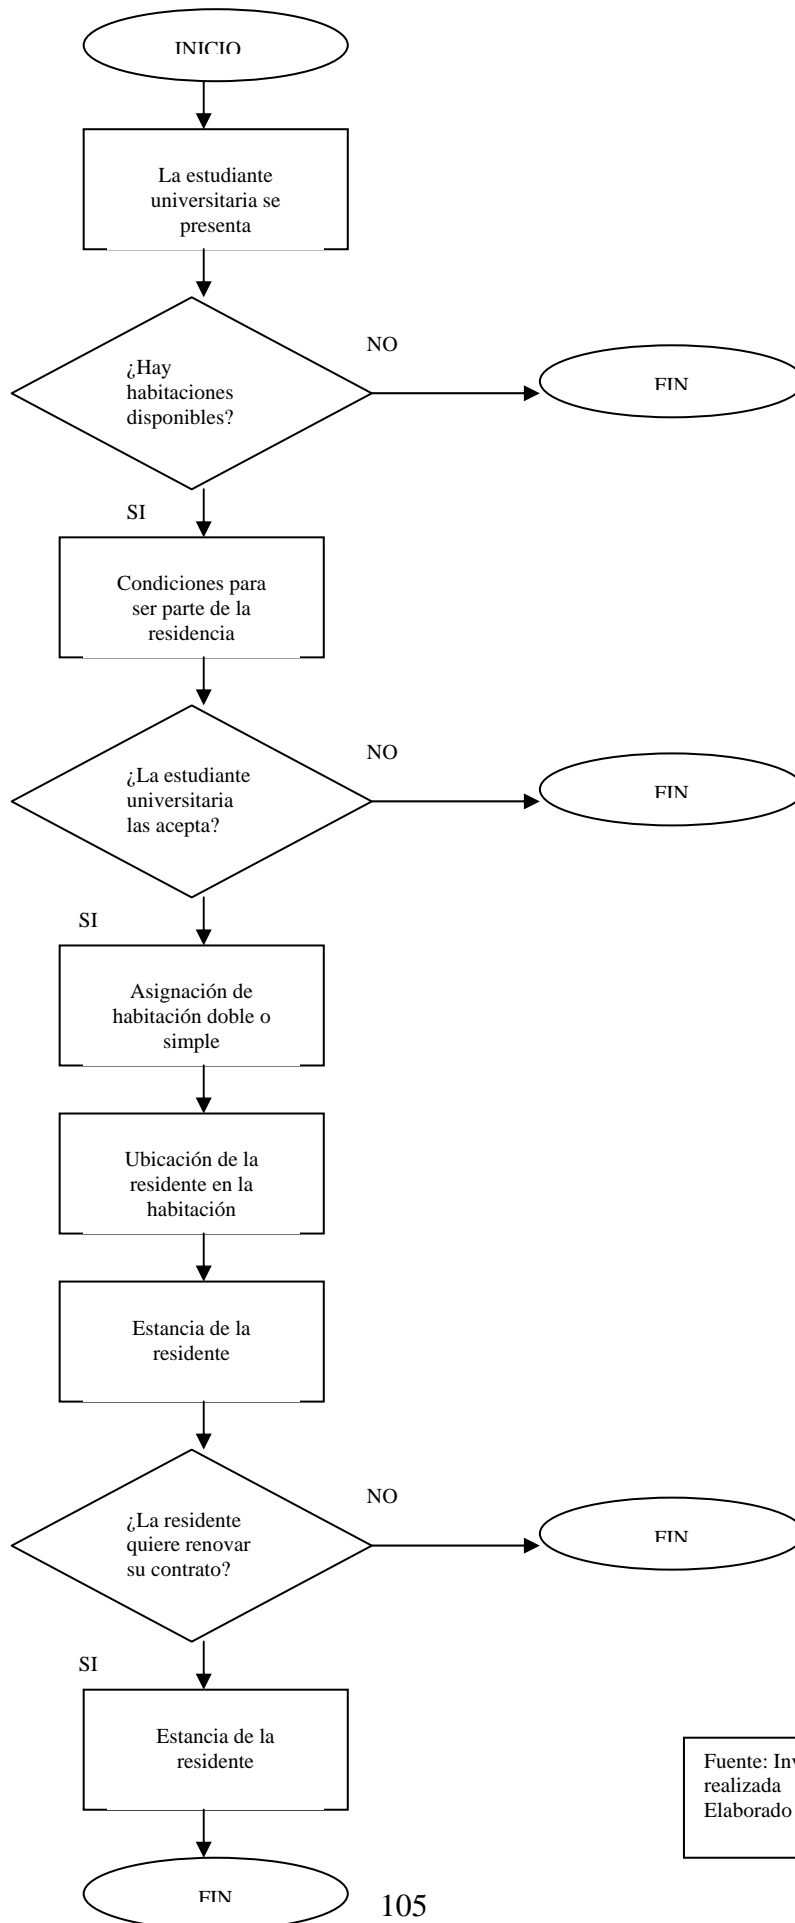 INICIO
La estudiante
universitaria se
presenta
¿Hay
habitaciones
disponibles?
NO
FIN
SI
Condiciones para
ser parte de la
residencia
¿La estudiante
universitaria
las acepta?
NO
FIN
SI
Asignación de
habitación doble o
simple
Ubicación de la
residente en la
habitación
Estancia de la
residente
¿La residente
quiere renovar
su contrato?
NO
FIN
SI
Estancia de la
residente
Fuente:
realizada
Elaborado
FIN
105